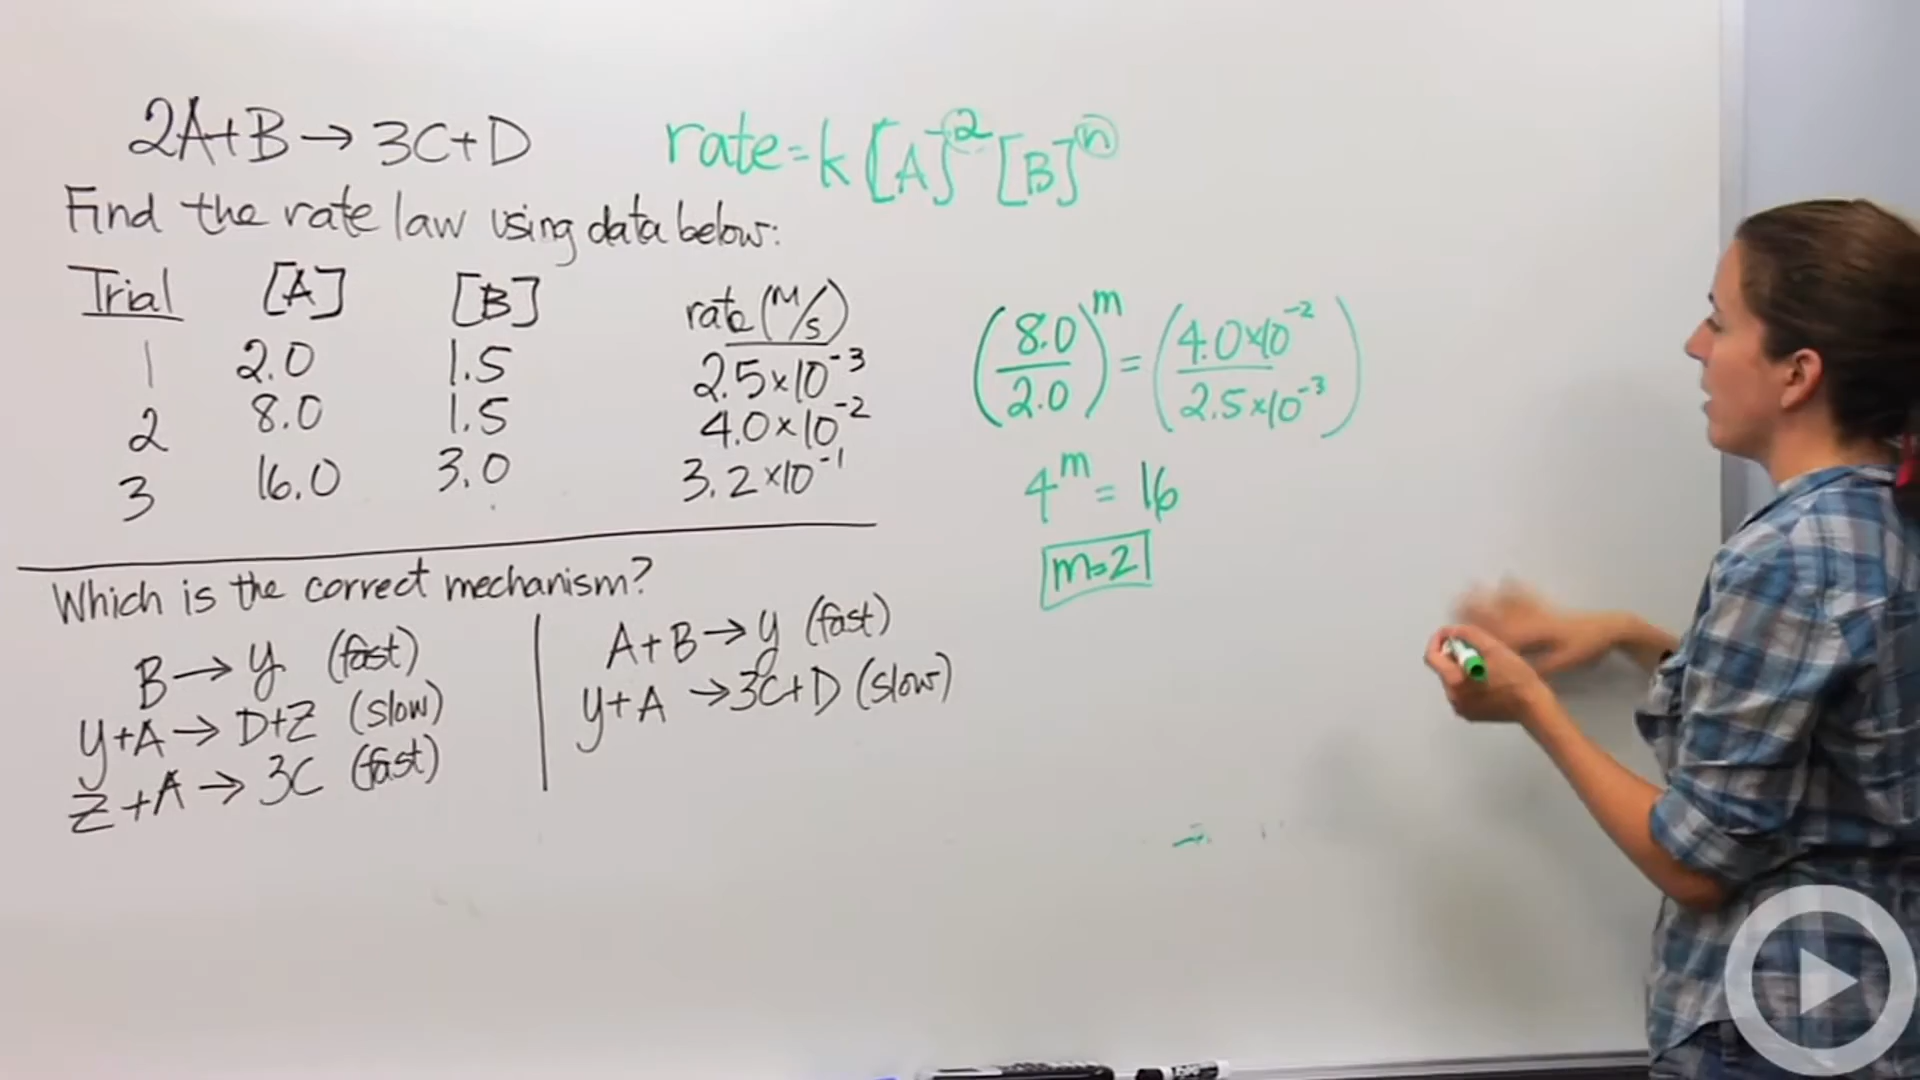 2A+B→3C+D
Find the rate law using data below:
Trial [A] [B] rate (M/s)
1 2.0 1.5 2.5×10⁻³
2 8.0 1.5 4.0×10⁻²
3 16.0 3.0 3.2×10⁻¹
Which is the correct mechanism?
B→y (fast)
y+A→D+Z (slow)
Z+A→3C (fast)
A+B→y (fast)
y+A→3C+D (slow)
rate=k[A]²[B]ⁿ
(8.0/2.0)ᵐ=(4.0×10⁻²/2.5×10⁻³)
4ᵐ=16
m=2